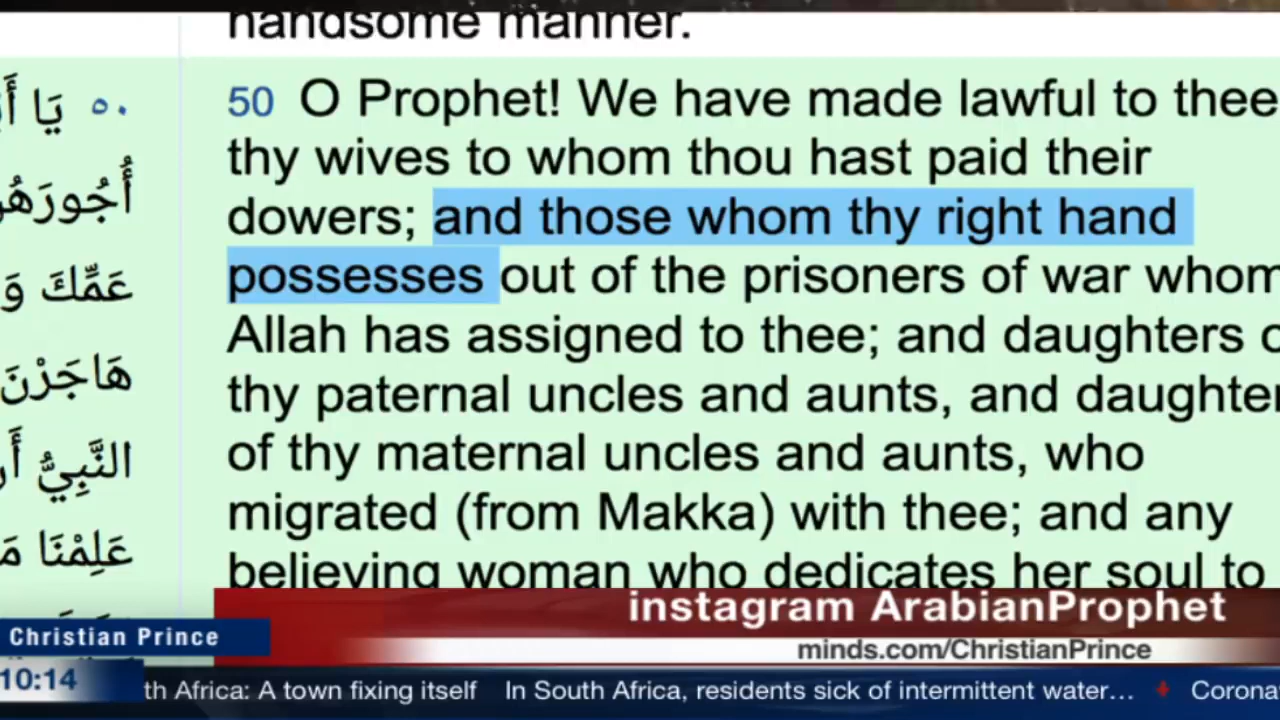 handsome manner.
50 O Prophet! We have made lawful to thee
thy wives to whom thou hast paid their
dowers; and those whom thy right hand
possesses out of the prisoners of war whom
Allah has assigned to thee; and daughters
thy paternal uncles and aunts, and
of thy maternal uncles and aunts, who
migrated (from Makka) with thee; and any
believing woman who dedicates her soul to
٥٠ يَا
عَمِّكَ وَ
هَاجَرْنَ
النَّبِيُّ
عَلِمْنَا
instagram ArabianProphet
Christian Prince
minds.com/ChristianPrince
10:14
th Africa: A town fixing itself In South Africa, residents sick of intermittent water…